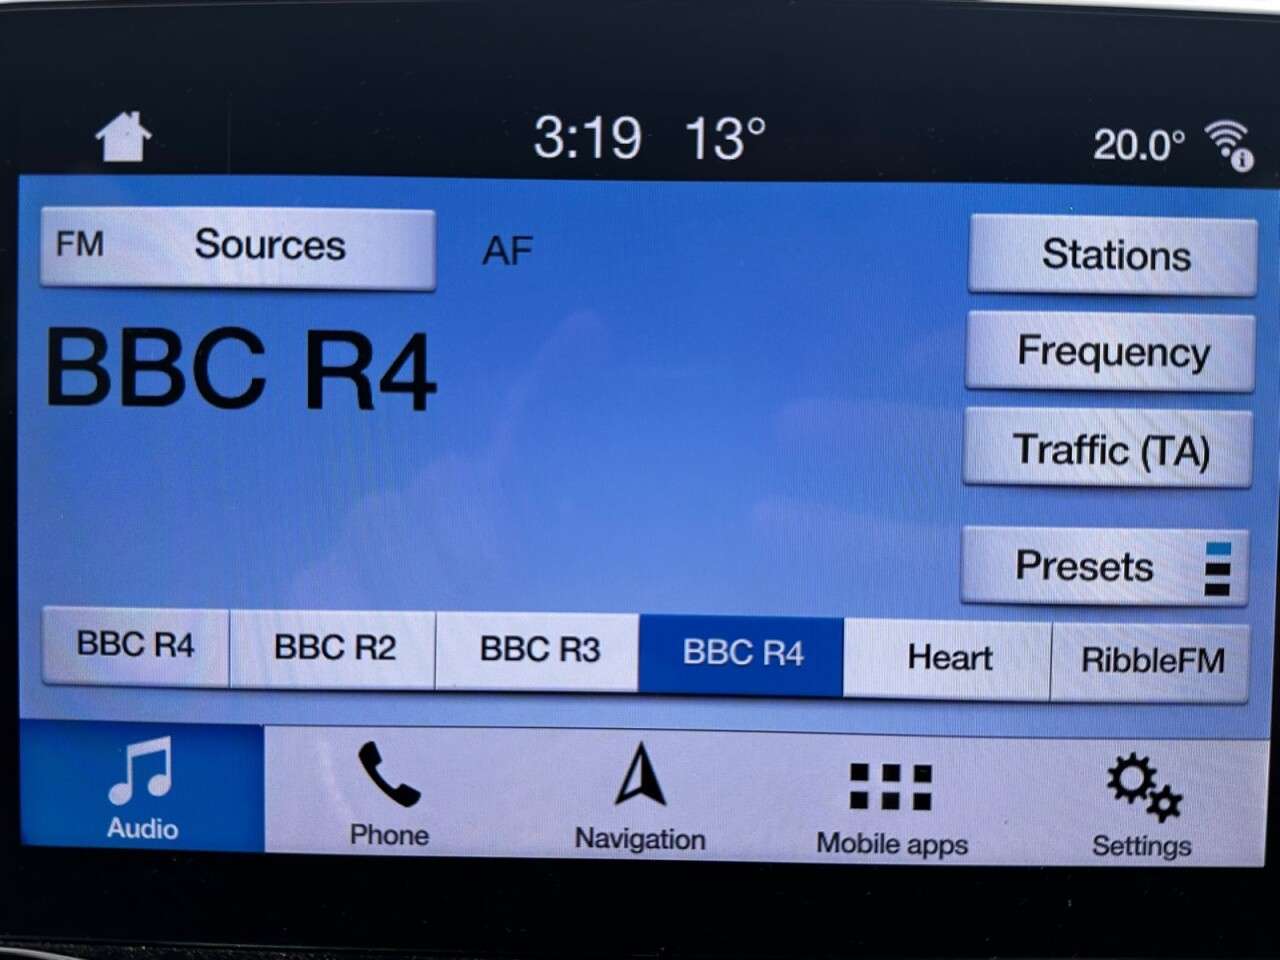 3:19 13° 20.0°
FM Sources AF Stations
BBC R4
Frequency
Traffic (TA)
Presets
BBC R4 BBC R2 BBC R3 BBC R4 Heart RibbleFM
Audio Phone Navigation Mobile apps Settings